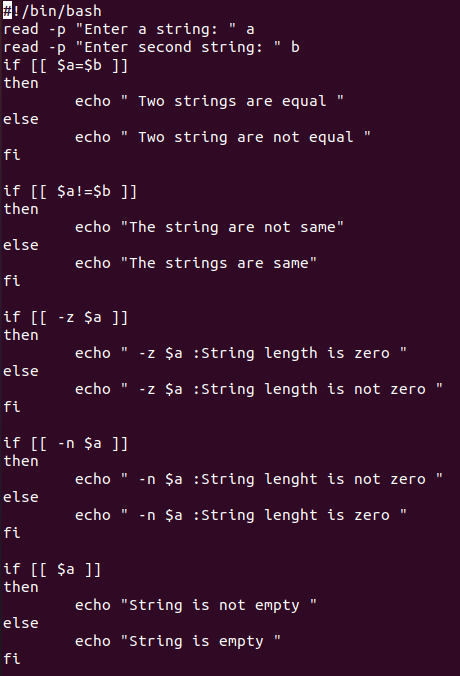 #!/bin/bash
read -p "Enter a string: " a
read -p "Enter second string: " b
if [[ $a=$b ]]
then
        echo " Two strings are equal "
else
        echo " Two string are not equal "
fi

if [[ $a!=$b ]]
then
        echo "The string are not same"
else
        echo "The strings are same"
fi

if [[ -z $a ]]
then
        echo " -z $a :String length is zero "
else
        echo " -z $a :String length is not zero "
fi

if [[ -n $a ]]
then
        echo " -n $a :String lenght is not zero "
else
        echo " -n $a :String lenght is zero "
fi

if [[ $a ]]
then
        echo "String is not empty "
else
        echo "String is empty "
fi